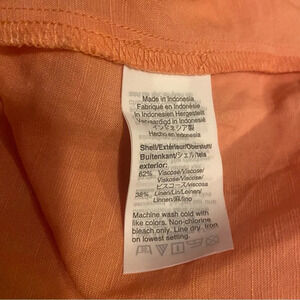 Made in Indonesia
Fabriqué en Indonésie
Hergestellt in Indonesien
Vervaardigd in Indonesië
インドネシア製
Hecho en Indonesia
Shell/Extérieur/Oberstoff/
Buitenkant/シェル/tela
exterior:
62% Viscose/Viscose/
Viskose/Viscose/
ビスコース/viscosa
38% Linen/Lin/Leinen/
Linnen/麻/lino
Machine wash cold with
like colors. Non-chlorine
bleach only. Line dry. Iron
on lowest setting.